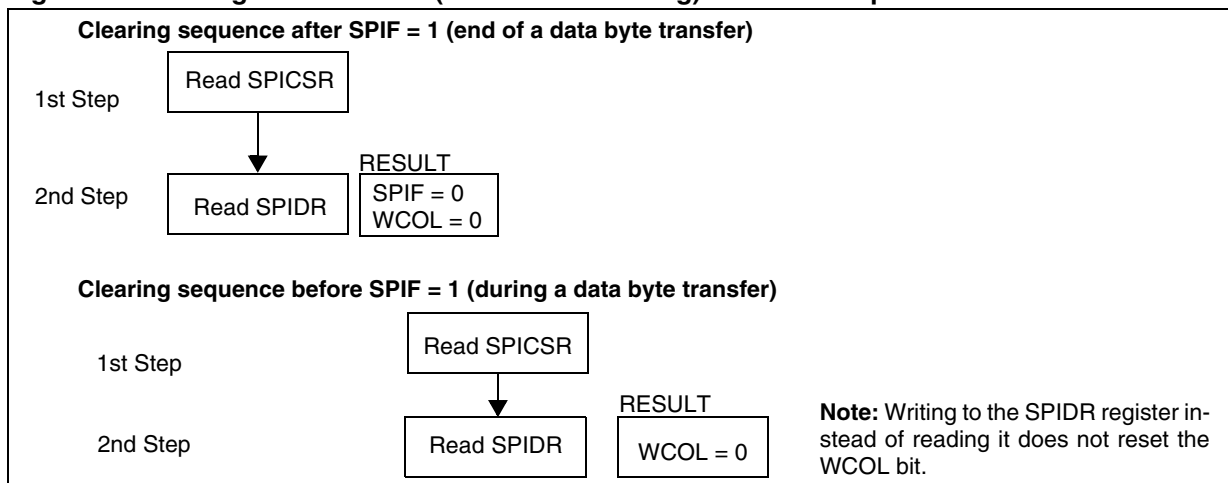 Clearing sequence after SPIF = 1 (end of a data byte transfer)
1st Step
Read SPICSR
RESULT
2nd Step
Read SPIDR
SPIF = 0
WCOL = 0
Clearing sequence before SPIF = 1 (during a data byte transfer)
1st Step
Read SPICSR
RESULT
2nd Step
Read SPIDR
WCOL = 0
Note: Writing to the SPIDR register in-
stead of reading it does not reset the
WCOL bit.